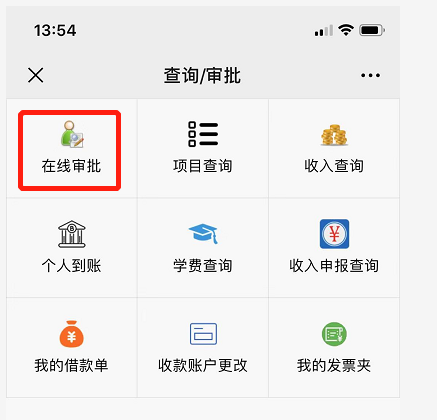 13:54
查询/审批
在线审批
项目查询
收入查询
个人到账
学费查询
收入申报查询
我的借款单
收款账户更改
我的发票夹